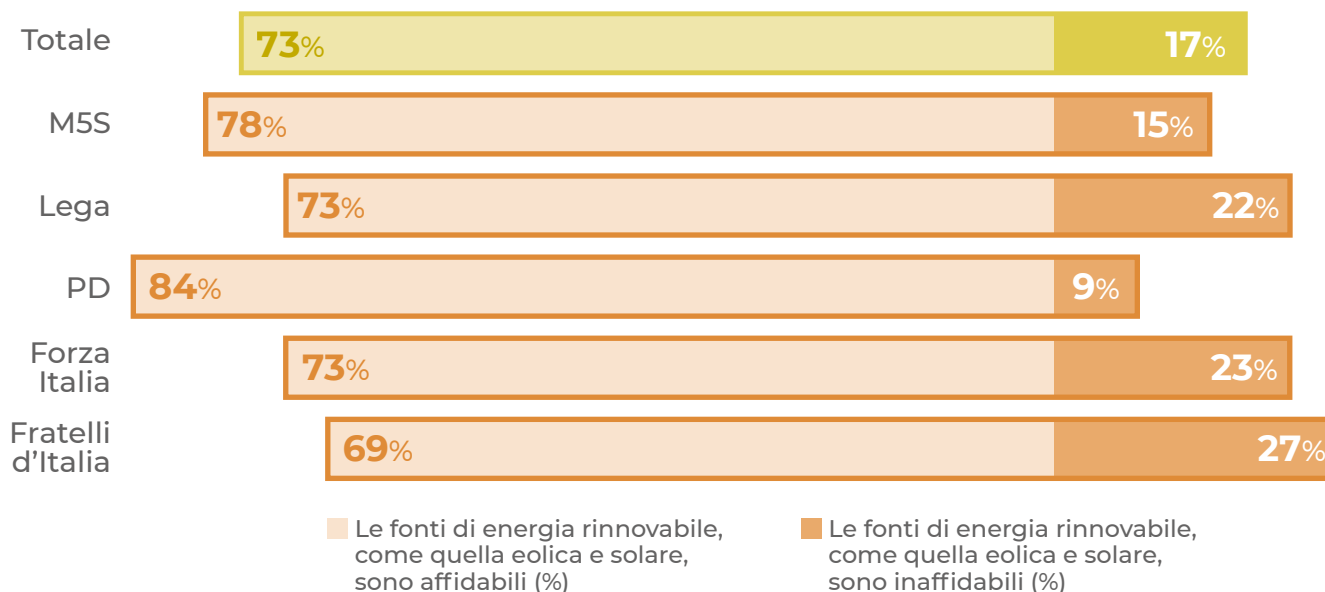 Totale 73% 17%
M5S 78% 15%
Lega 73% 22%
PD 84% 9%
Forza
Italia 73% 23%
Fratelli
d'Italia 69% 27%
Le fonti di energia rinnovabile,
come quella eolica e solare,
sono affidabili (%)
Le fonti di energia rinnovabile,
come quella eolica e solare,
sono inaffidabili (%)